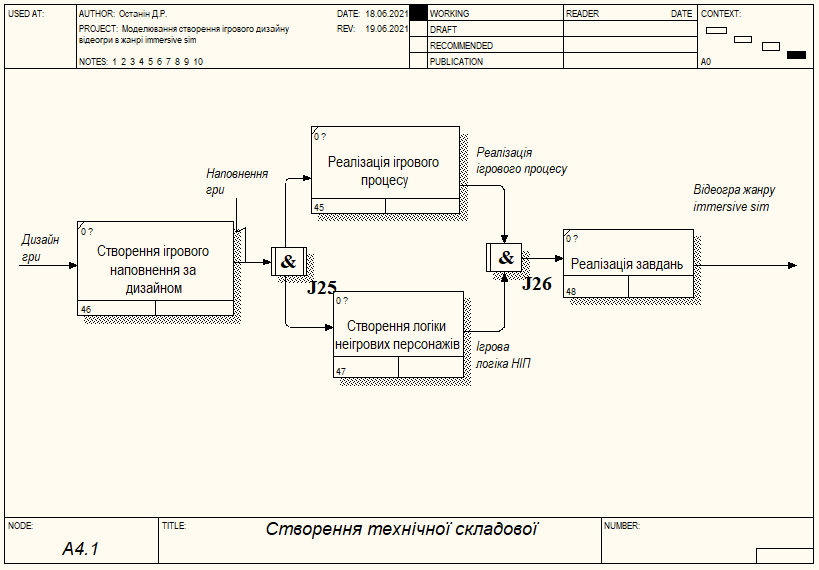 USED AT:
AUTHOR: Останін Д.Р.
DATE: 18.06.2021
PROJECT: Моделювання створення ігрового дизайну
відеогри в жанрі immersive sim
REV: 19.06.2021
NOTES: 1 2 3 4 5 6 7 8 9 10
WORKING
DRAFT
RECOMMENDED
PUBLICATION
READER DATE
CONTEXT:
A0
Дизайн
гри
0 ?
Створення ігрового
наповнення за
дизайном
46
Наповнення
гри
&
J25
0 ?
Реалізація ігрового
процесу
45
Реалізація
ігрового процесу
0 ?
Створення логіки
неігрових персонажів
47
Ігрова
логіка НІП
&
J26
0 ?
Реалізація завдань
48
Відеогра жанру
immersive sim
NODE:
A4.1
TITLE:
Створення технічної складової
NUMBER: